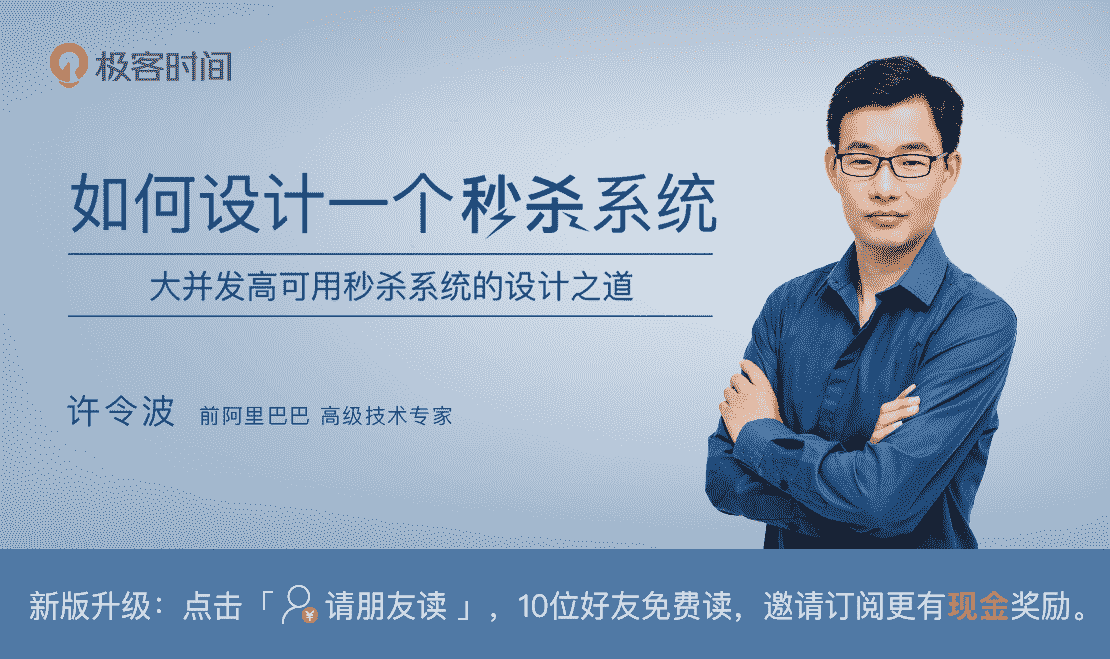 极客时间
如何设计一个秒杀系统
大并发高可用秒杀系统的设计之道
许令波 前阿里巴巴 高级技术专家
新版升级：点击「 ¥ 请朋友读 」，10位好友免费读，邀请订阅更有现金奖励。